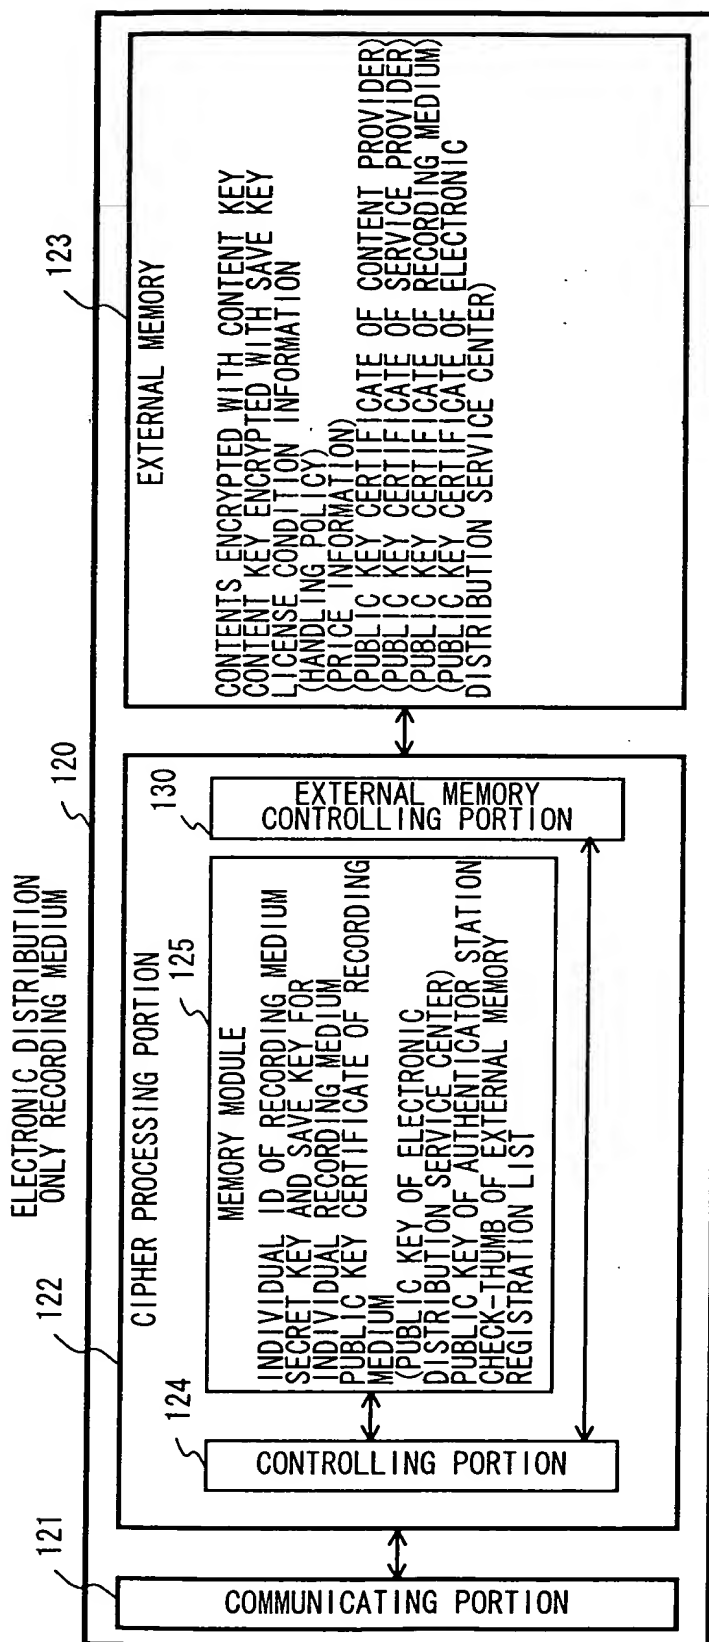 ELECTRONIC DISTRIBUTION
ONLY RECORDING MEDIUM
120
121
COMMUNICATING PORTION
122
CIPHER PROCESSING PORTION
124
CONTROLLING PORTION
125
MEMORY MODULE
INDIVIDUAL ID OF RECORDING MEDIUM
SECRET KEY AND SAVE KEY FOR
INDIVIDUAL RECORDING MEDIUM
PUBLIC KEY CERTIFICATE OF RECORDING
MEDIUM
(PUBLIC KEY OF ELECTRONIC
DISTRIBUTION SERVICE CENTER)
PUBLIC KEY OF AUTHENTICATOR STATION
CHECK-THUMB OF EXTERNAL MEMORY
REGISTRATION LIST
130
EXTERNAL MEMORY
CONTROLLING PORTION
123
EXTERNAL MEMORY
CONTENTS ENCRYPTED WITH CONTENT KEY
CONTENT KEY ENCRYPTED WITH SAVE KEY
LICENSE CONDITION INFORMATION
(HANDLING POLICY)
(PRICE INFORMATION)
(PUBLIC KEY CERTIFICATE OF CONTENT PROVIDER)
(PUBLIC KEY CERTIFICATE OF SERVICE PROVIDER)
(PUBLIC KEY CERTIFICATE OF RECORDING MEDIUM)
(PUBLIC KEY CERTIFICATE OF ELECTRONIC
DISTRIBUTION SERVICE CENTER)